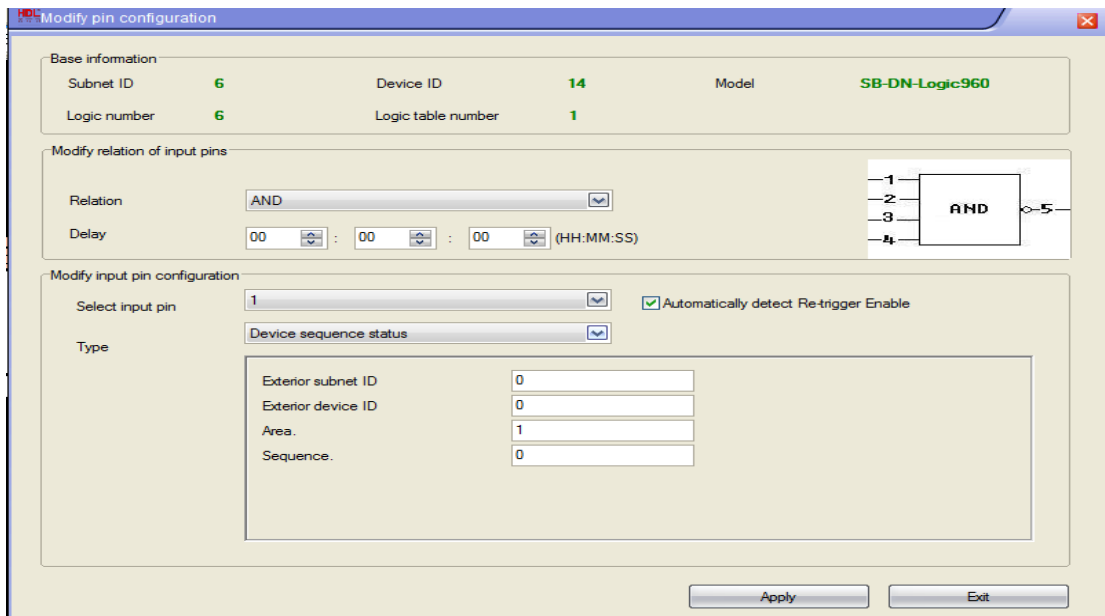 HDL Modify pin configuration
Base information
Subnet ID 6 Device ID 14 Model SB-DN-Logic960
Logic number 6 Logic table number 1
Modify relation of input pins
Relation AND
Delay 00 : 00 : 00 (HH:MM:SS)
1
2
3
4
AND
5
Modify input pin configuration
Select input pin 1 Automatically detect Re-trigger Enable
Type Device sequence status
Exterior subnet ID 0
Exterior device ID 0
Area. 1
Sequence. 0
Apply Exit